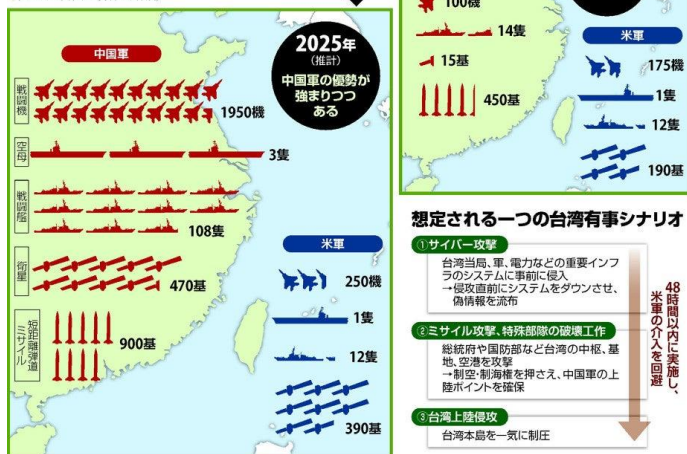 2025年
(推計)
中国軍の優勢が
強まりつつ
ある
中国軍
戦闘機
1950機
空母
3隻
戦闘艦
108隻
衛星
470基
短距離弾道
ミサイル
900基
米軍
250機
1隻
12隻
390基
100機
14隻
15基
450基
米軍
175機
1隻
12隻
190基
想定される一つの台湾有事シナリオ
①サイバー攻撃
台湾当局、軍、電力などの重要インフ
ラのシステムに事前に侵入
→侵攻直前にシステムをダウンさせ、
偽情報を流布
②ミサイル攻撃、特殊部隊の破壊工作
総統府や国防部など台湾の中枢、基
地、空港を攻撃
→制空・制海権を押さえ、中国軍の上
陸ポイントを確保
③台湾上陸侵攻
台湾本島を一気に制圧
48時間以内に実施し、
米軍の介入を回避